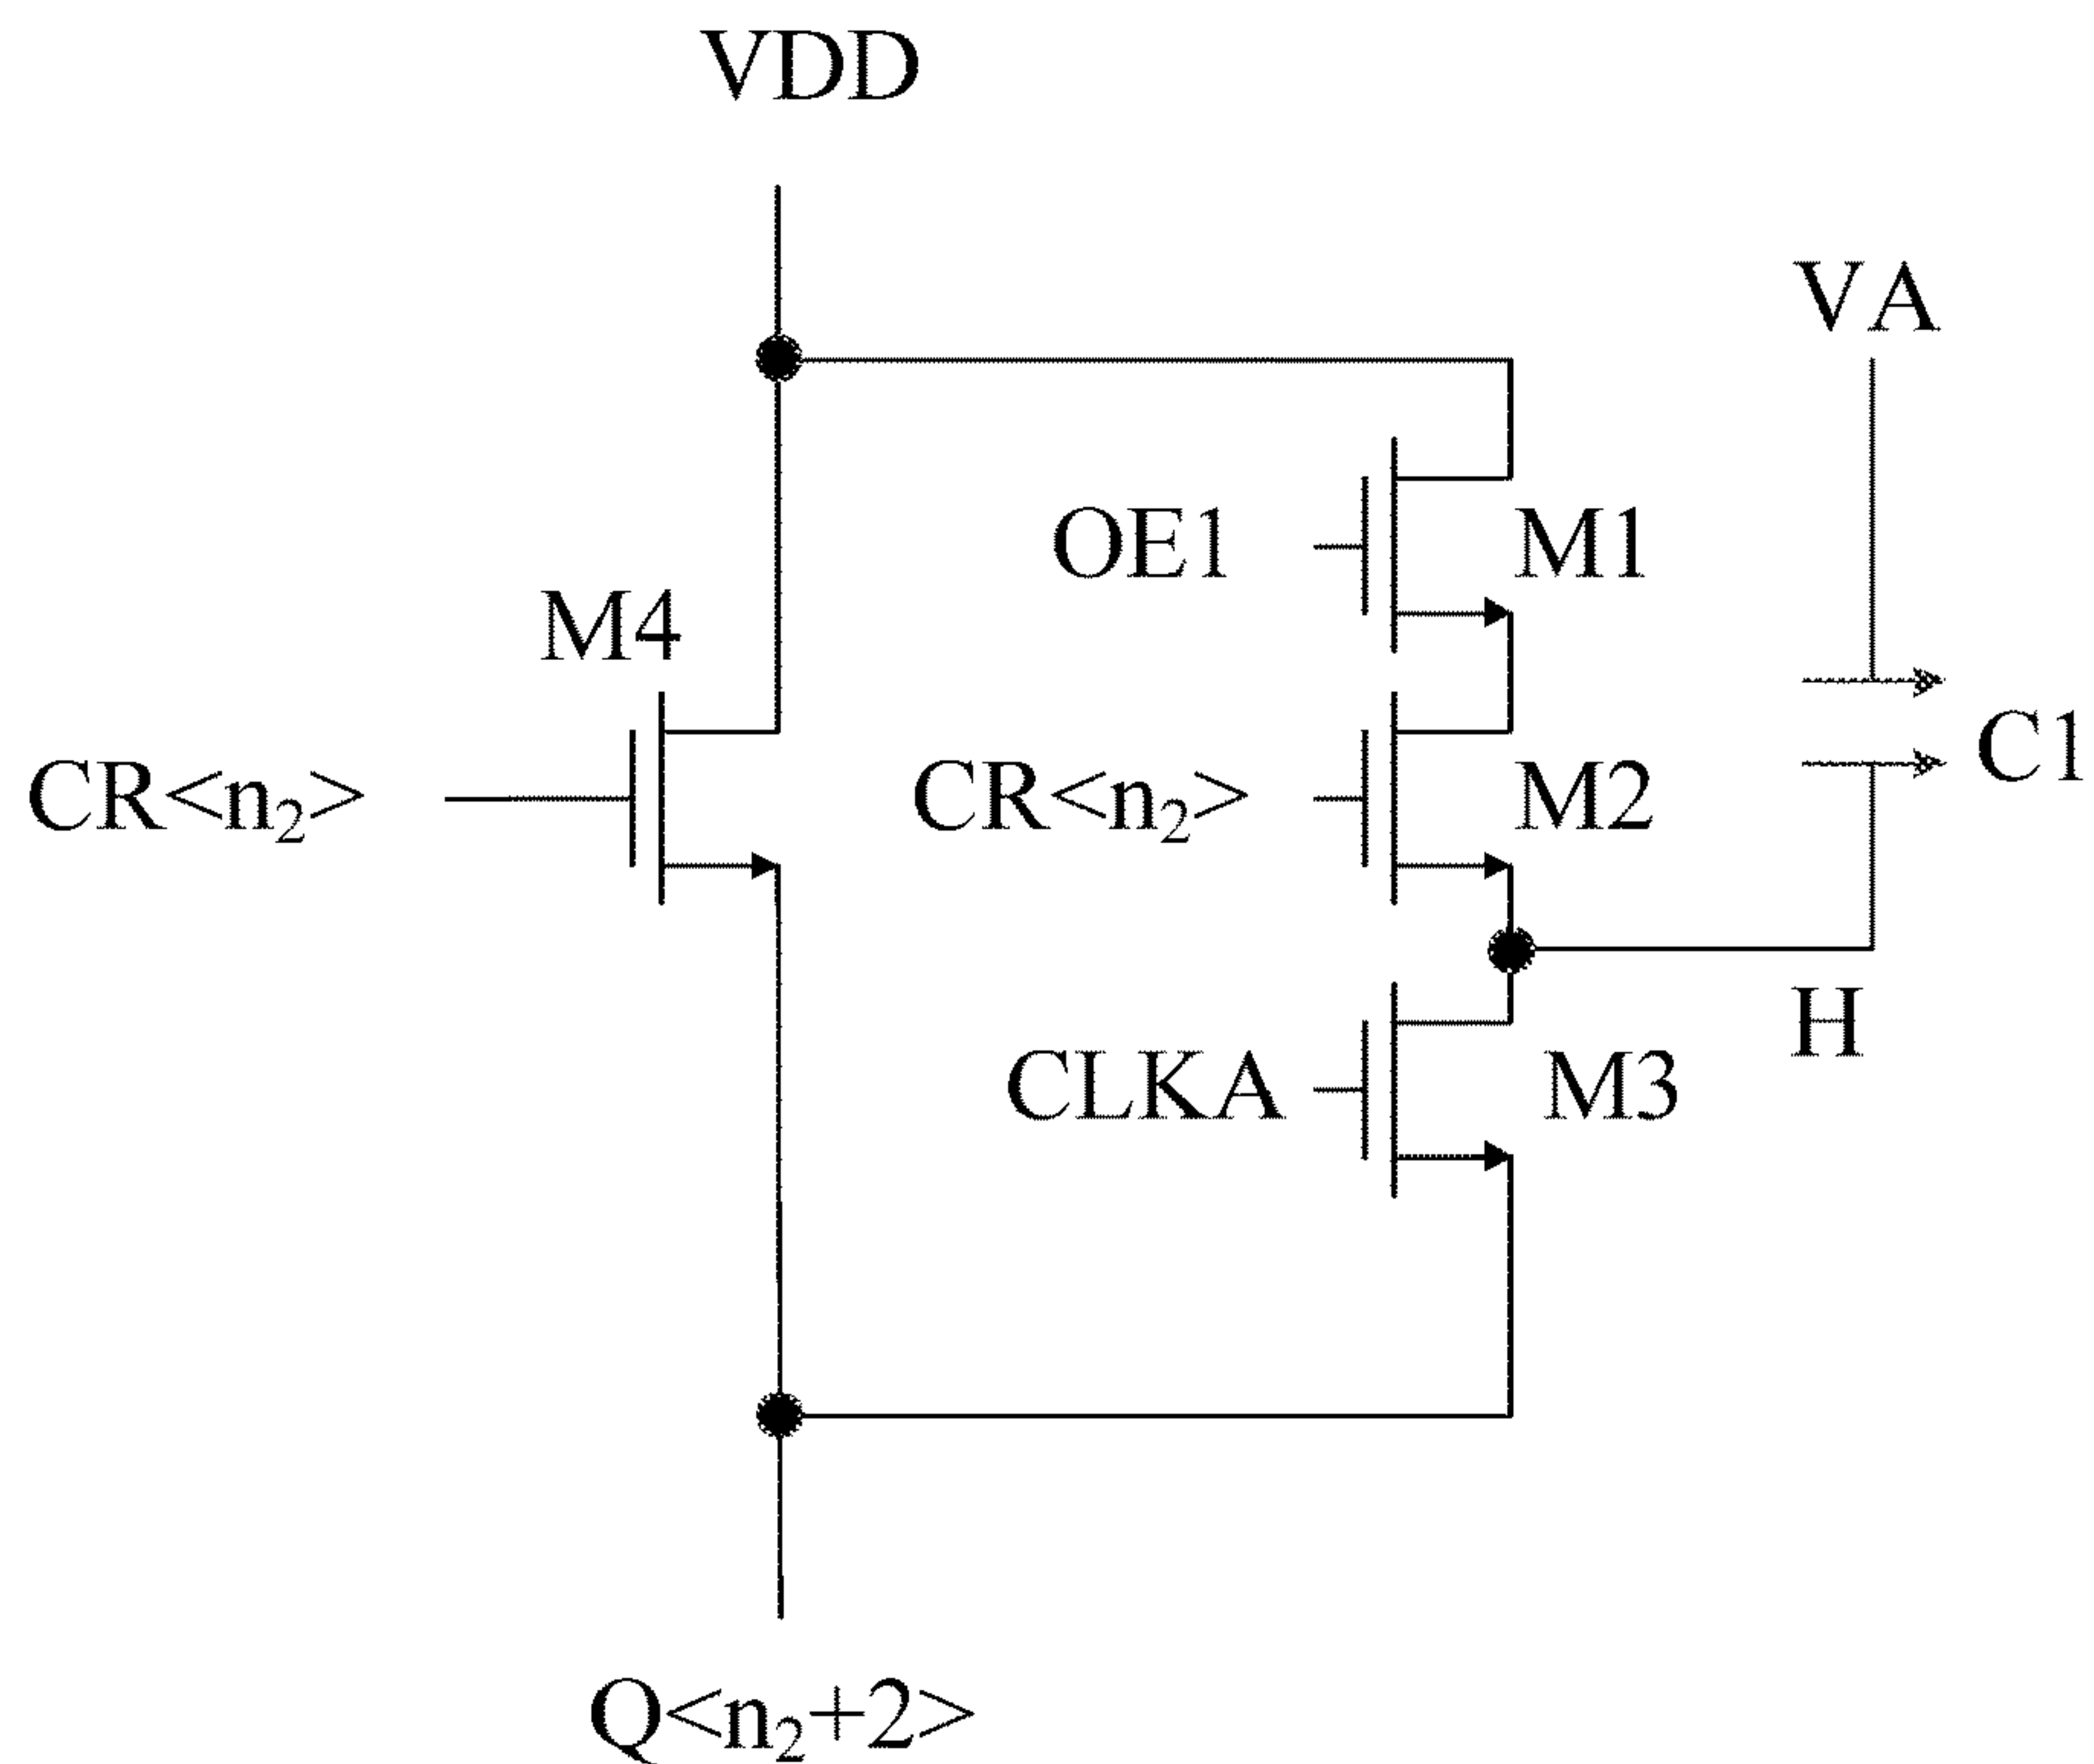 VDD
VA
OE1
M1
M4
C1
CR<n₂>
CR<n₂>
M2
H
CLKA
M3
Q<n₂+2>